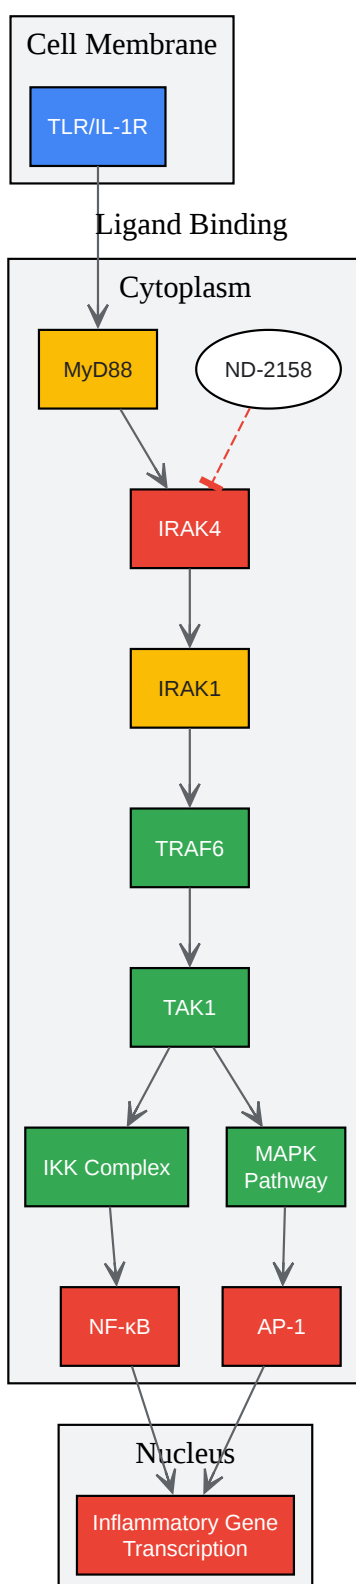 Cell Membrane
TLR/IL-1R
Ligand Binding
Cytoplasm
MyD88
ND-2158
IRAK4
IRAK1
TRAF6
TAK1
IKK Complex
MAPK
Pathway
NF-κB
AP-1
Nucleus
Inflammatory Gene
Transcription